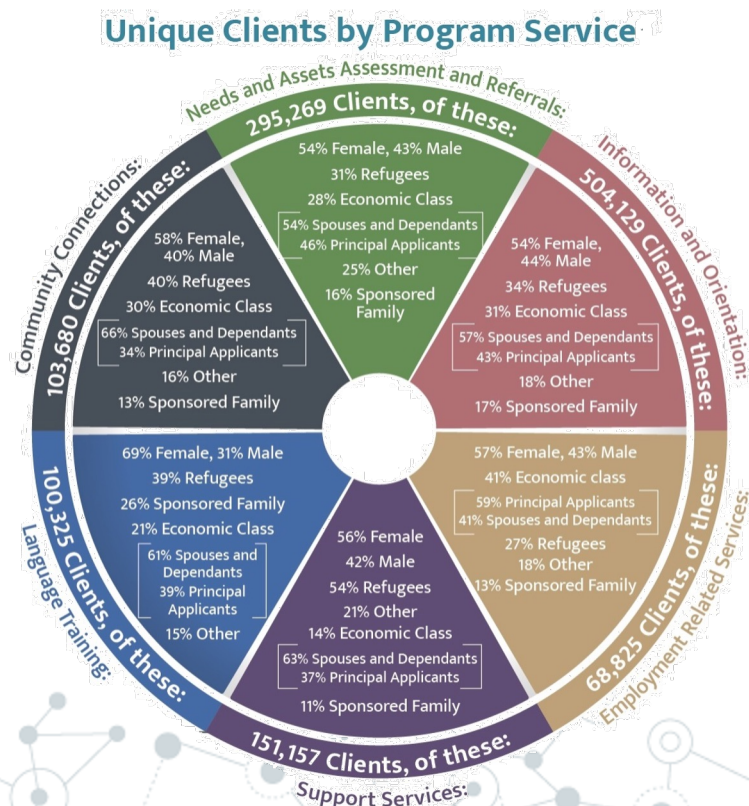 Unique Clients by Program Service
Needs and Assets Assessment and Referrals:
295,269 Clients, of these:
54% Female, 43% Male
31% Refugees
28% Economic Class
54% Spouses and Dependants
46% Principal Applicants
25% Other
16% Sponsored
Family
Information and Orientation:
504,129 Clients, of these:
54% Female,
44% Male
34% Refugees
31% Economic Class
57% Spouses and Dependants
43% Principal Applicants
18% Other
17% Sponsored Family
Employment Related Services:
68,825 Clients, of these:
57% Female, 43% Male
41% Economic class
59% Principal Applicants
41% Spouses and Dependants
27% Refugees
18% Other
13% Sponsored Family
Support Services:
151,157 Clients, of these:
56% Female
42% Male
54% Refugees
21% Other
14% Economic Class
63% Spouses and Dependants
37% Principal Applicants
11% Sponsored Family
Language Training:
100,325 Clients, of these:
69% Female, 31% Male
39% Refugees
26% Sponsored Family
21% Economic Class
61% Spouses and
Dependants
39% Principal
Applicants
15% Other
Community Connections:
103,680 Clients, of these:
58% Female,
40% Male
40% Refugees
30% Economic Class
66% Spouses and Dependants
34% Principal Applicants
16% Other
13% Sponsored Family